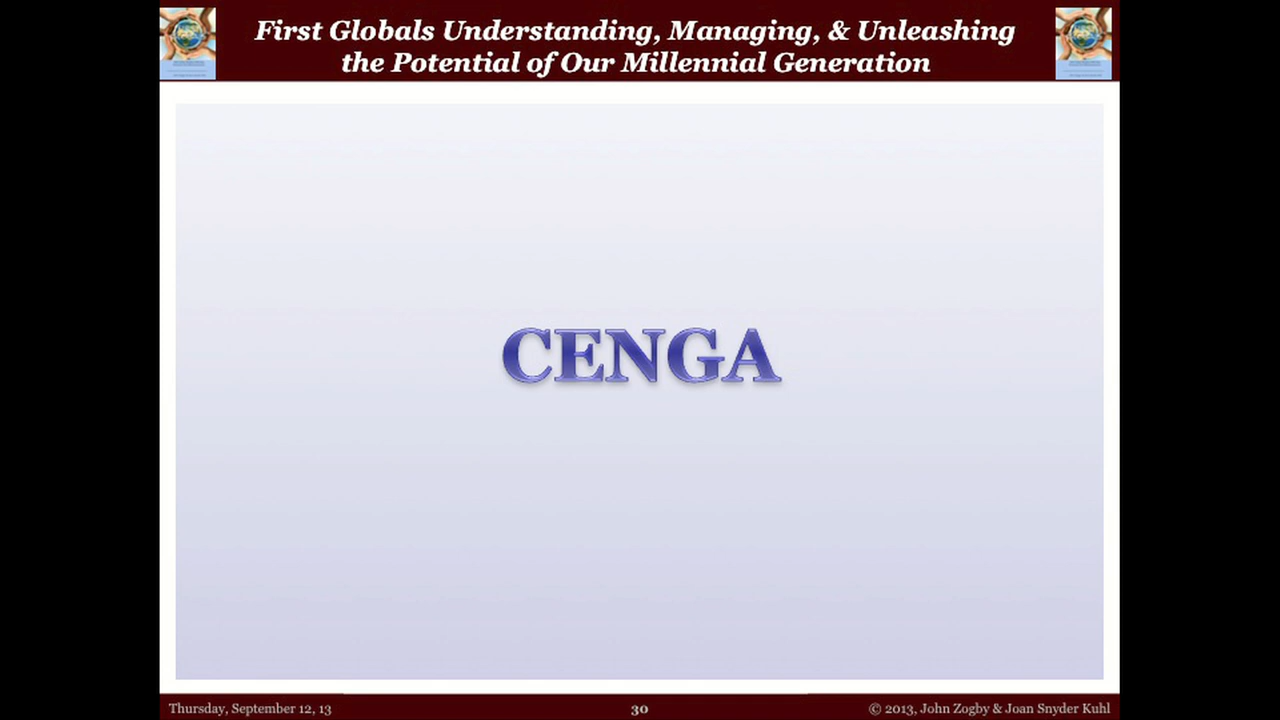 First Globals Understanding, Managing, & Unleashing
the Potential of Our Millennial Generation
CENGA
Thursday, September 12, 13
30
© 2013, John Zogby & Joan Snyder Kuhl